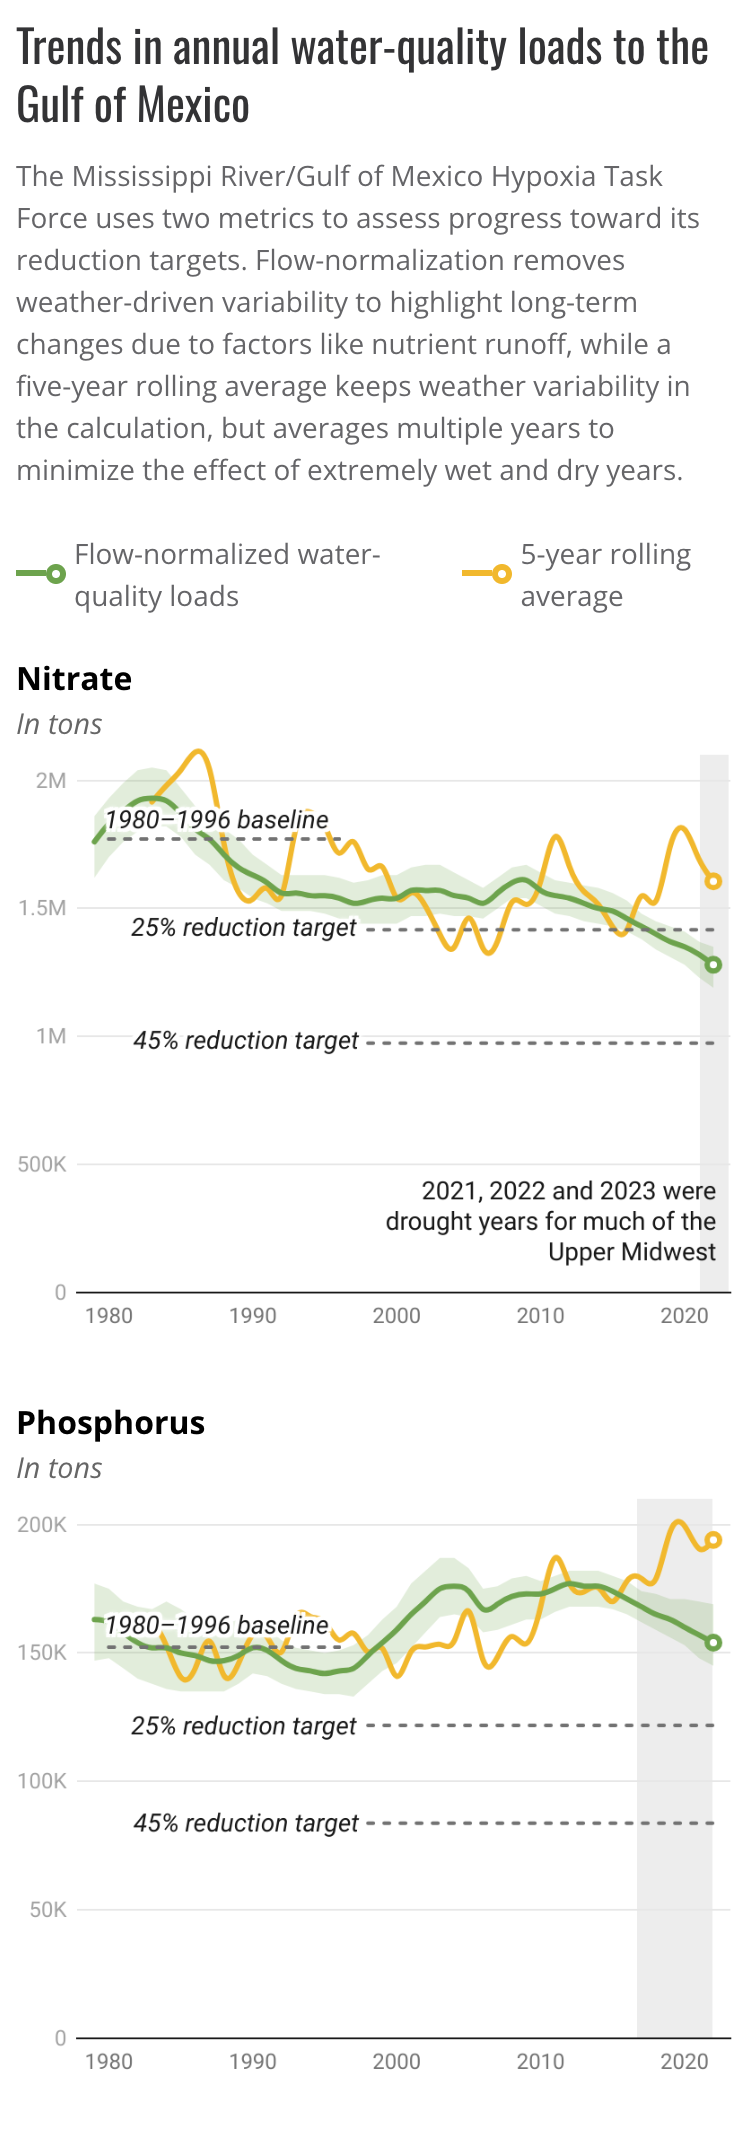 Trends in annual water-quality loads to the
Gulf of Mexico
The Mississippi River/Gulf of Mexico Hypoxia Task
Force uses two metrics to assess progress toward its
reduction targets. Flow-normalization removes
weather-driven variability to highlight long-term
changes due to factors like nutrient runoff, while a
five-year rolling average keeps weather variability in
the calculation, but averages multiple years to
minimize the effect of extremely wet and dry years.
Flow-normalized water-
quality loads
5-year rolling
average
Nitrate
In tons
2M
1980–1996 baseline
1.5M
25% reduction target
1M
45% reduction target
500K
2021, 2022 and 2023 were
drought years for much of the
Upper Midwest
0
1980 1990 2000 2010 2020
Phosphorus
In tons
200K
1980–1996 baseline
150K
25% reduction target
100K
45% reduction target
50K
0
1980 1990 2000 2010 2020